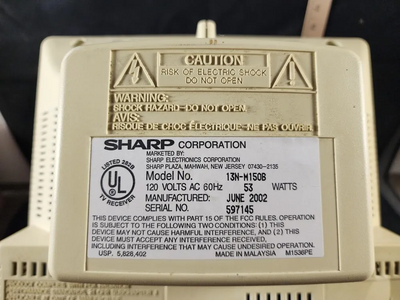 CAUTION
RISK OF ELECTRIC SHOCK
DO NOT OPEN
WARNING:
SHOCK HAZARD-DO NOT OPEN.
AVIS:
RISQUE DE CHOC ELECTRIQUE-NE PAS OUVRIR.
SHARP CORPORATION
MARKETED BY:
SHARP ELECTRONICS CORPORATION
SHARP PLAZA, MAHWAH, NEW JERSEY 07430-2135
Model No. 13N-M150B
120 VOLTS AC 60Hz 53 WATTS
MANUFACTURED: JUNE 2002
SERIAL NO. 597145
LISTED 282B
UL
TV RECEIVER
THIS DEVICE COMPLIES WITH PART 15 OF THE FCC RULES. OPERATION
IS SUBJECT TO THE FOLLOWING TWO CONDITIONS: (1) THIS DEVICE
MAY NOT CAUSE HARMFUL INTERFERENCE, AND (2) THIS DEVICE
MUST ACCEPT ANY INTERFERENCE RECEIVED,
INCLUDING INTERFERENCE THAT MAY CAUSE UNDESIRED OPERATION.
USP. 5,828,402 MADE IN MALAYSIA M1536PE